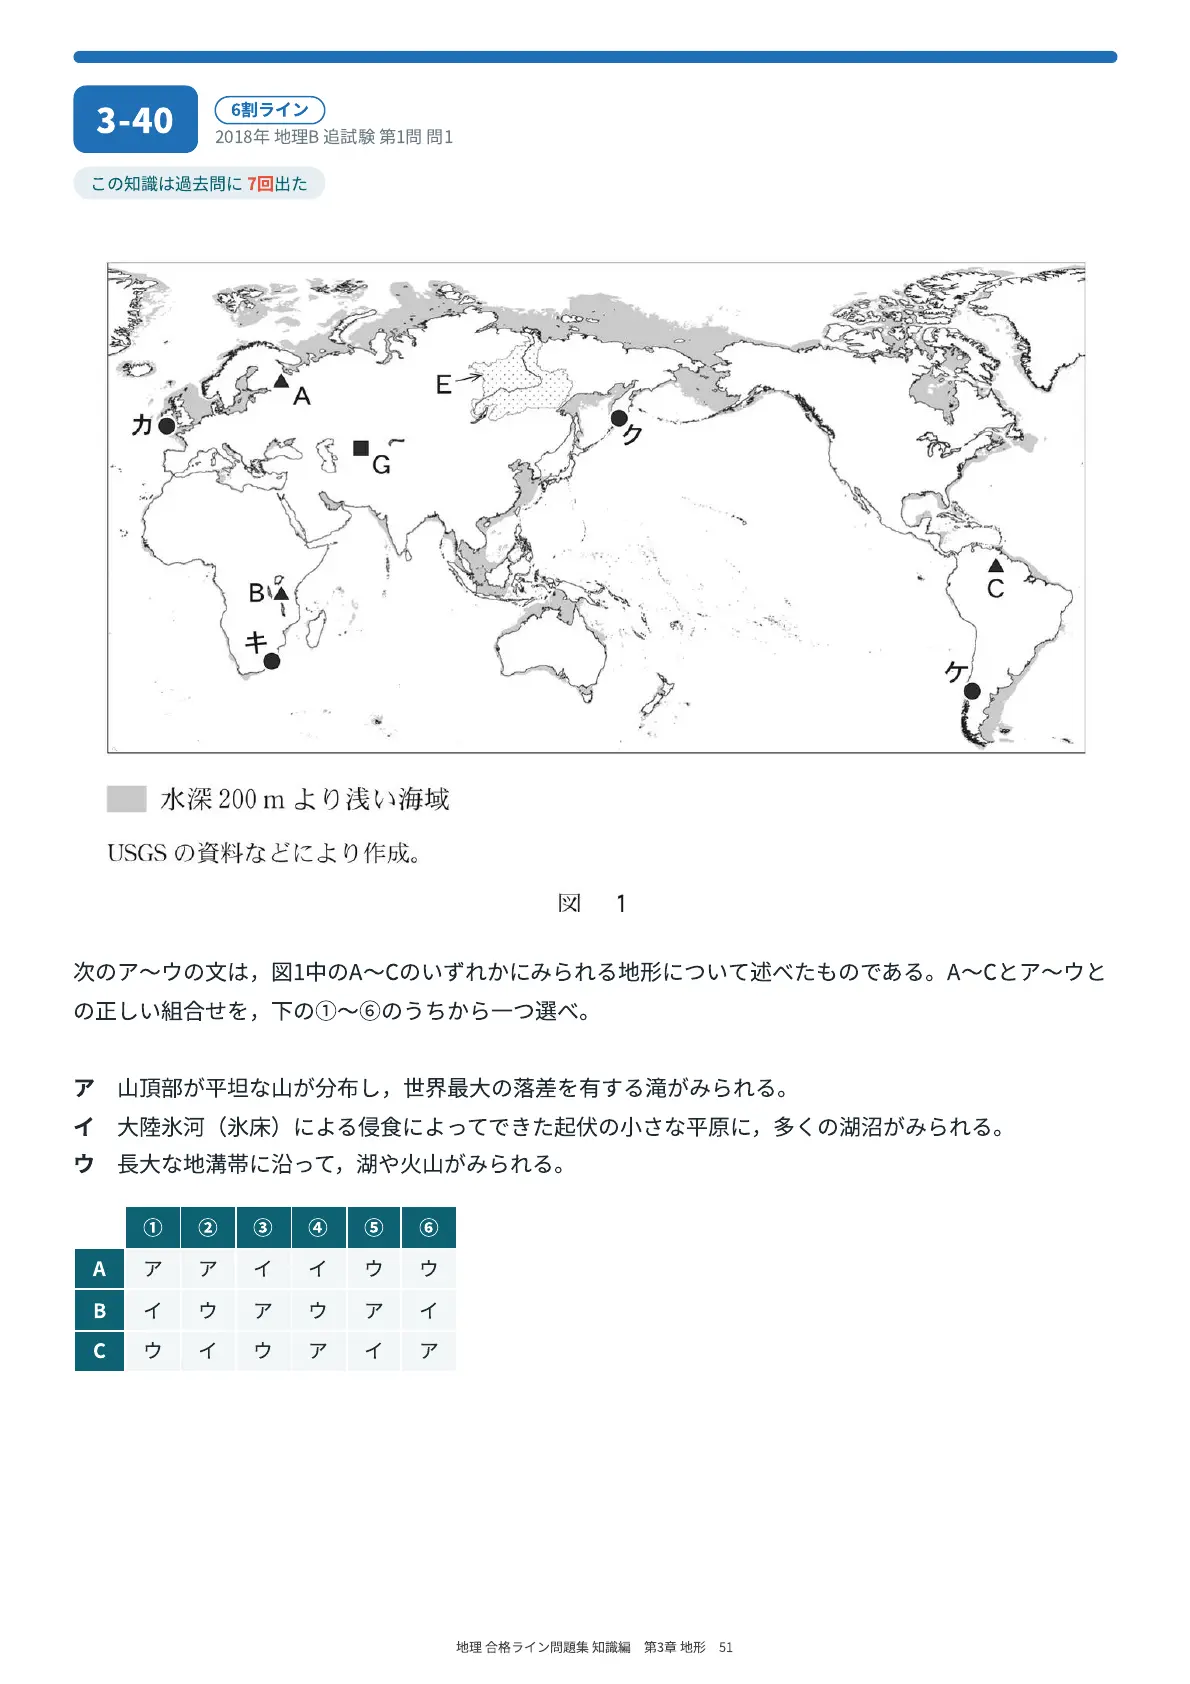 3-40
6割ライン
2018年 地理B 追試験 第1問 問1
この知識は過去問に 7回出た
E
A
カ
ク
G
B
C
キ
ケ
水深 200 m より浅い海域
USGS の資料などにより作成。
図 1
次のア〜ウの文は，図1中のA〜Cのいずれかにみられる地形について述べたものである。A〜Cとア〜ウと
の正しい組合せを，下の①〜⑥のうちから一つ選べ。
ア 山頂部が平坦な山が分布し，世界最大の落差を有する滝がみられる。
イ 大陸氷河（氷床）による侵食によってできた起伏の小さな平原に，多くの湖沼がみられる。
ウ 長大な地溝帯に沿って，湖や火山がみられる。
① ② ③ ④ ⑤ ⑥
A ア ア イ イ ウ ウ
B イ ウ ア ウ ア イ
C ウ イ ウ ア イ ア
地理 合格ライン問題集 知識編 第3章 地形 51